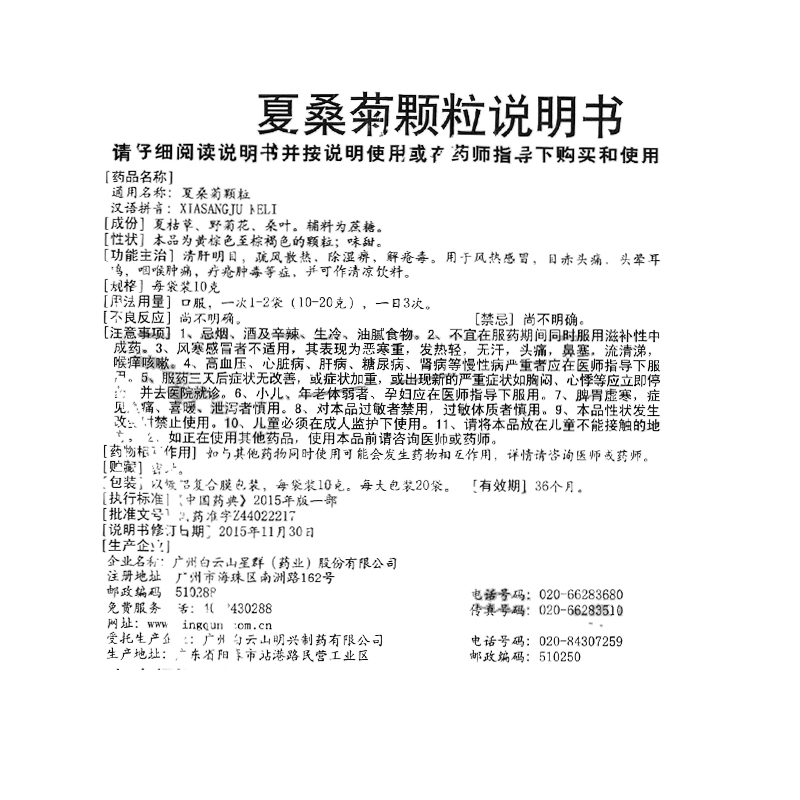 夏桑菊颗粒说明书
请仔细阅读说明书并按说明使用或在药师指导下购买和使用
[药品名称]
通用名称：夏桑菊颗粒
汉语拼音：XIASANGJU KELI
[成份] 夏枯草、野菊花、桑叶。辅料为蔗糖。
[性状] 本品为黄棕色至棕褐色的颗粒；味甜。
[功能主治] 清肝明目，疏风散热，除湿痹，解疮毒。用于风热感冒，目赤头痛，头晕耳
鸣，咽喉肿痛，疔疮肿毒等症，并可作清凉饮料。
[规格] 每袋装10克
[用法用量] 口服，一次1-2袋（10-20克），一日3次。
[不良反应] 尚不明确。 [禁忌] 尚不明确。
[注意事项] 1、忌烟、酒及辛辣、生冷、油腻食物。2、不宜在服药期间同时服用滋补性中
成药。3、风寒感冒者不适用，其表现为恶寒重，发热轻，无汗，头痛，鼻塞，流清涕，
喉痒咳嗽。4、高血压、心脏病、肝病、糖尿病、肾病等慢性病严重者应在医师指导下服
用。5、服药三天后症状无改善，或症状加重，或出现新的严重症状如胸闷、心悸等应立即停
并去医院就诊。6、小儿、年老体弱者、孕妇应在医师指导下服用。7、脾胃虚寒，症
见腹痛、喜暖、泄泻者慎用。8、对本品过敏者禁用，过敏体质者慎用。9、本品性状发生
改变时禁止使用。10、儿童必须在成人监护下使用。11、请将本品放在儿童不能接触的地
如正在使用其他药品，使用本品前请咨询医师或药师。
[药物相互作用] 如与其他药物同时使用可能会发生药物相互作用，详情请咨询医师或药师。
[贮藏] 密封。
[包装] 复合膜包装，每袋装10克。每大包装20袋。 [有效期] 36个月。
[执行标准]《中国药典》2015年版一部
[批准文号] 国药准字Z44022217
[说明书修订日期] 2015年11月30日
[生产企业]
企业名称：广州白云山星群（药业）股份有限公司
注册地址 广州市海珠区南洲路162号
邮政编码 510288 电话号码：020-66283680
免费服务 话： 430288 传真号码：020-66283510
网址：www ingqun com.cn
受托生产企 ：广州白云山明兴制药有限公司 电话号码：020-84307259
生产地址：广东省阳春市站港路民营工业区 邮政编码：510250